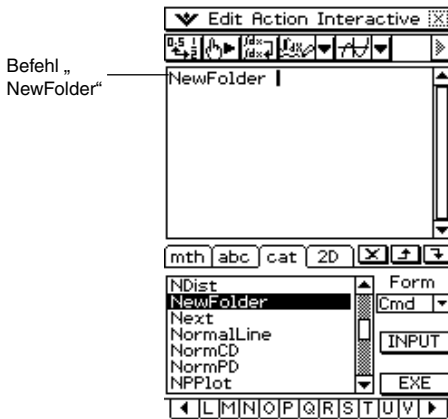 Edit Action Interactive
Befehl „
NewFolder“
NewFolder
mth abc cat 2D
NDist
NewFolder
Next
NormalLine
NormCD
NormPD
NPPlot
Form
Cmd
INPUT
EXE
L M N O P Q R S T U V